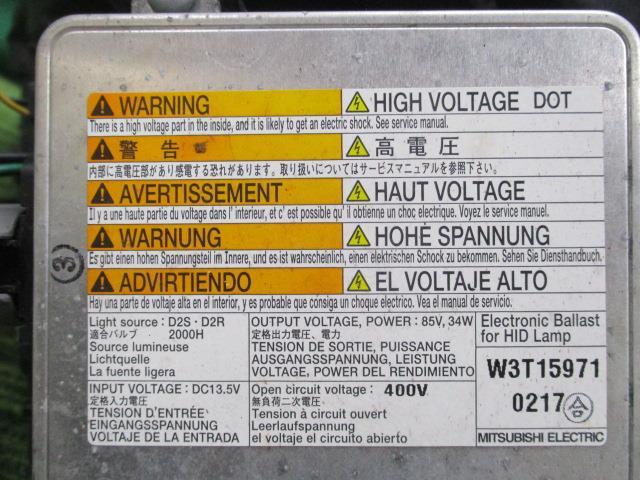 WARNING HIGH VOLTAGE DOT
There is a high voltage part in the inside, and it is likely to get an electric shock. See service manual.
警告 高電圧
内部に高電圧部があり感電する恐れがあります。取り扱いについてはサービスマニュアルを参照下さい。
AVERTISSEMENT HAUT VOLTAGE
Il y a une haute partie du voltage dans l' interieur, et c' est possible qu' il obtienne un choc electrique. Voyez le service manuel.
WARNUNG HOHE SPANNUNG
Es gibt einen hohen Spannungsteil im Innere, und es ist wahrscheinlich, einen elektrischen Schock zu bekommen. Sehen Sie Diensthandbuch.
ADVIRTIENDO EL VOLTAJE ALTO
Hay una parte de voltaje alta en el interior, y es probable que consiga un choque eléctrico. Vea el manual de servicio.
Light source : D2S・D2R
適合バルブ 2000H
Source lumineuse
Lichtquelle
La fuente ligera
OUTPUT VOLTAGE, POWER : 85V, 34W
定格出力電圧、電力
TENSION DE SORTIE, PUISSANCE
AUSGANGSSPANNUNG, LEISTUNG
VOLTAGE, POWER DEL RENDIMIENTO
Electronic Ballast
for HID Lamp
INPUT VOLTAGE : DC13.5V
定格入力電圧
TENSION D'ENTRÉE
EINGANGSSPANNUNG
VOLTAJE DE LA ENTRADA
Open circuit voltage : 400V
無負荷二次電圧
Tension à circuit ouvert
Leerlaufspannung
el voltaje el circuito abierto
W3T15971
0217 合
MITSUBISHI ELECTRIC
3